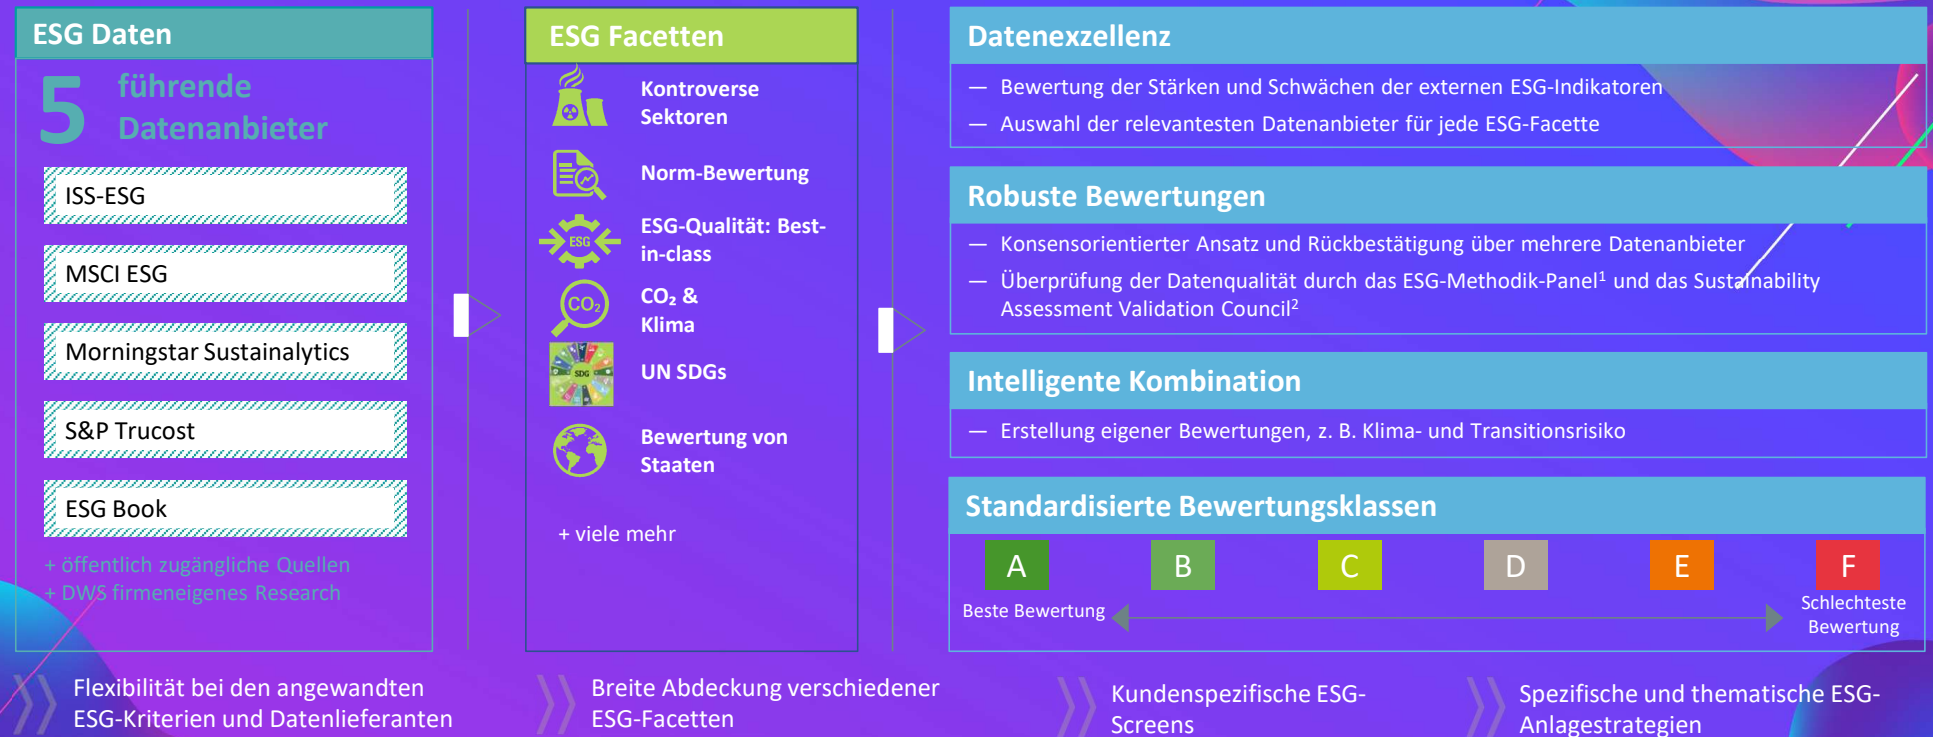 ESG Daten
5
führende
Datenanbieter
ISS-ESG
MSCI ESG
Morningstar Sustainalytics
S&P Trucost
ESG Book
+ öffentlich zugängliche Quellen
+ DWS firmeneigenes Research
ESG Facetten
Kontroverse
Sektoren
Norm-Bewertung
ESG
ESG-Qualität: Best-
in-class
CO₂
CO₂ &
Klima
SDG
UN SDGs
Bewertung von
Staaten
+ viele mehr
Datenexzellenz
— Bewertung der Stärken und Schwächen der externen ESG-Indikatoren
— Auswahl der relevantesten Datenanbieter für jede ESG-Facette
Robuste Bewertungen
— Konsensorientierter Ansatz und Rückbestätigung über mehrere Datenanbieter
— Überprüfung der Datenqualität durch das ESG-Methodik-Panel¹ und das Sustainability
Assessment Validation Council²
Intelligente Kombination
— Erstellung eigener Bewertungen, z. B. Klima- und Transitionsrisiko
Standardisierte Bewertungsklassen
A B C D E F
Beste Bewertung
Schlechteste
Bewertung
Flexibilität bei den angewandten
ESG-Kriterien und Datenlieferanten
Breite Abdeckung verschiedener
ESG-Facetten
Kundenspezifische ESG-
Screens
Spezifische und thematische ESG-
Anlagestrategien